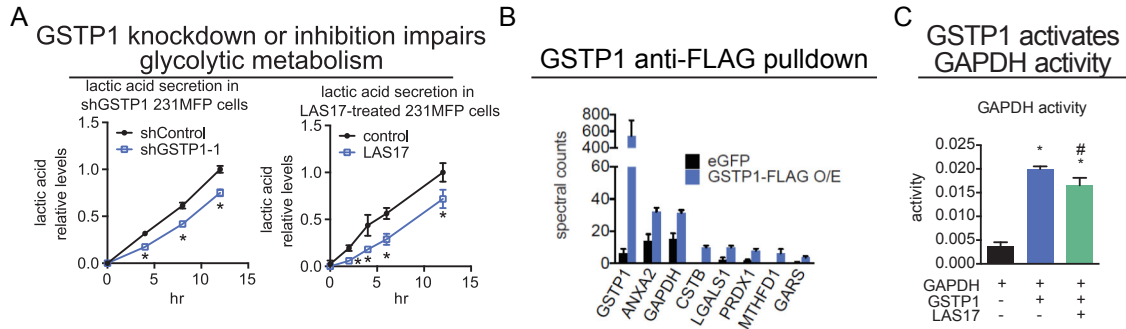 A
GSTP1 knockdown or inhibition impairs
glycolytic metabolism
lactic acid secretion in
shGSTP1 231MFP cells
lactic acid
relative levels
1.5
1.0
0.5
0.0
shControl
shGSTP1-1
*
*
*
0 5 10 15
hr
lactic acid secretion in
LAS17-treated 231MFP cells
lactic acid
relative levels
1.5
1.0
0.5
0.0
control
LAS17
* * *
*
0 5 10 15
hr
B
GSTP1 anti-FLAG pulldown
spectral counts
800
600
400
60
40
20
0
eGFP
GSTP1-FLAG O/E
GSTP1
ANXA2
GAPDH
CSTB
LGALS1
PRDX1
MTHFD1
GARS
C
GSTP1 activates
GAPDH activity
GAPDH activity
activity
0.025
0.020
0.015
0.010
0.005
0.000
*
#
*
GAPDH + + +
GSTP1 - + +
LAS17 - - +